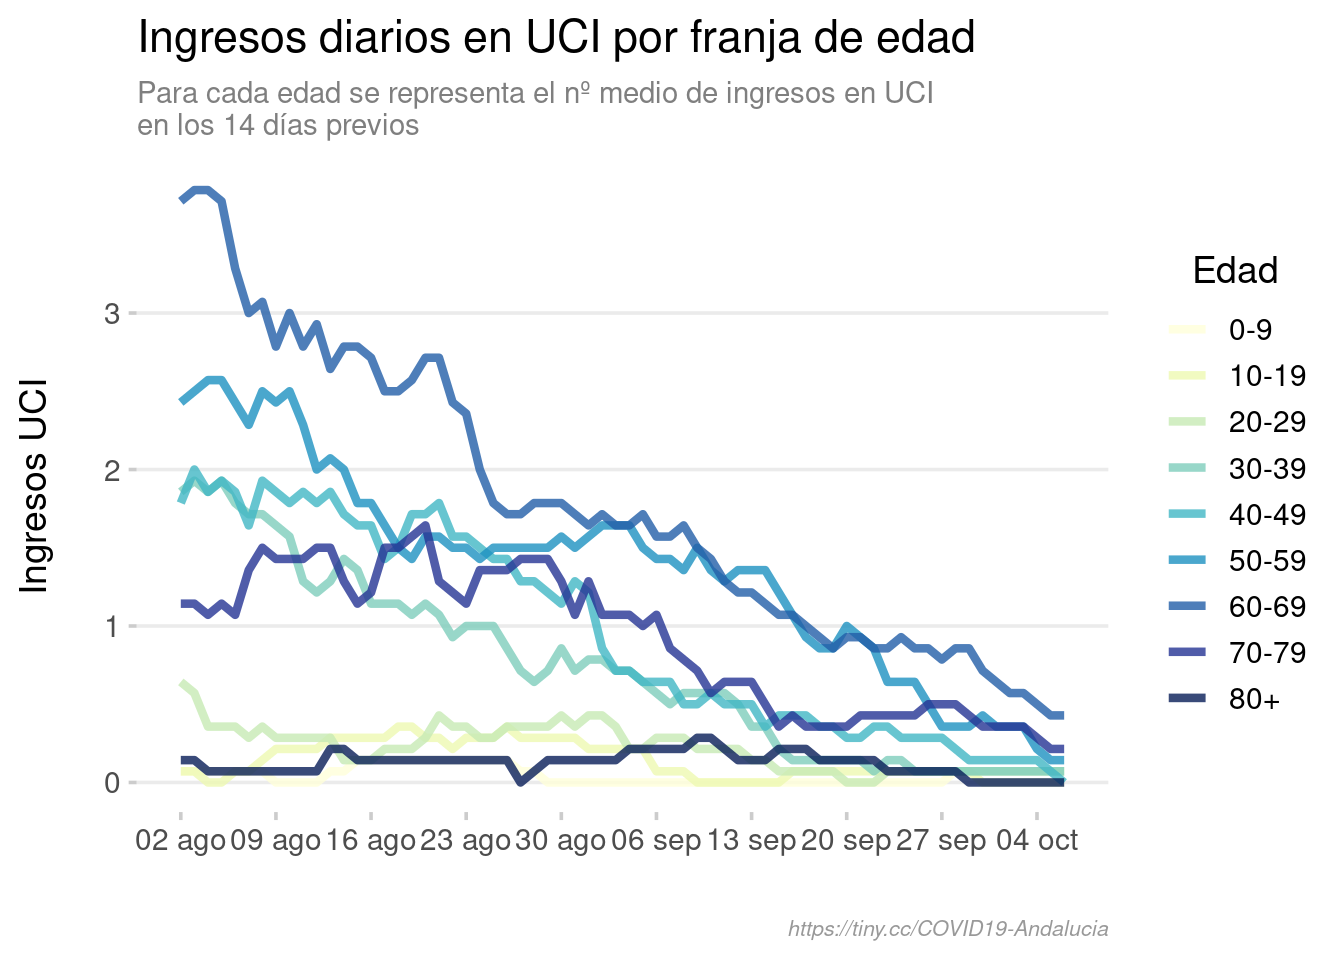 Ingresos diarios en UCI por franja de edad
Para cada edad se representa el nº medio de ingresos en UCI
en los 14 días previos
Ingresos UCI
3
2
1
0
02 ago 09 ago 16 ago 23 ago 30 ago 06 sep 13 sep 20 sep 27 sep 04 oct
Edad
0-9
10-19
20-29
30-39
40-49
50-59
60-69
70-79
80+
https://tiny.cc/COVID19-Andalucia